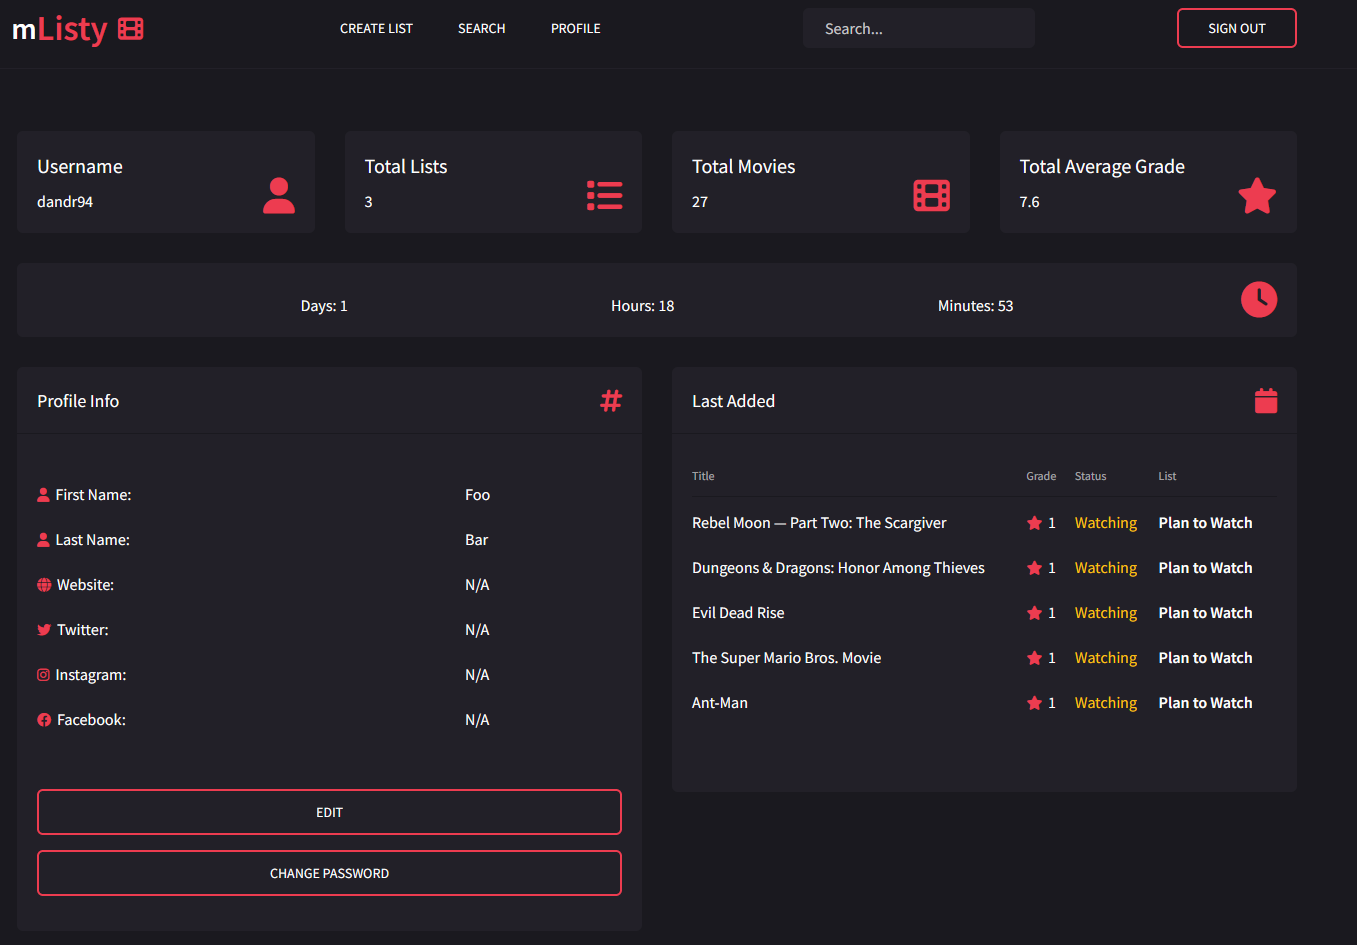 mListy
CREATE LIST SEARCH PROFILE Search... SIGN OUT
Username
dandr94
Total Lists
3
Total Movies
27
Total Average Grade
7.6
Days: 1 Hours: 18 Minutes: 53
Profile Info
First Name: Foo
Last Name: Bar
Website: N/A
Twitter: N/A
Instagram: N/A
Facebook: N/A
EDIT
CHANGE PASSWORD
Last Added
Title Grade Status List
Rebel Moon — Part Two: The Scargiver 1 Watching Plan to Watch
Dungeons & Dragons: Honor Among Thieves 1 Watching Plan to Watch
Evil Dead Rise 1 Watching Plan to Watch
The Super Mario Bros. Movie 1 Watching Plan to Watch
Ant-Man 1 Watching Plan to Watch